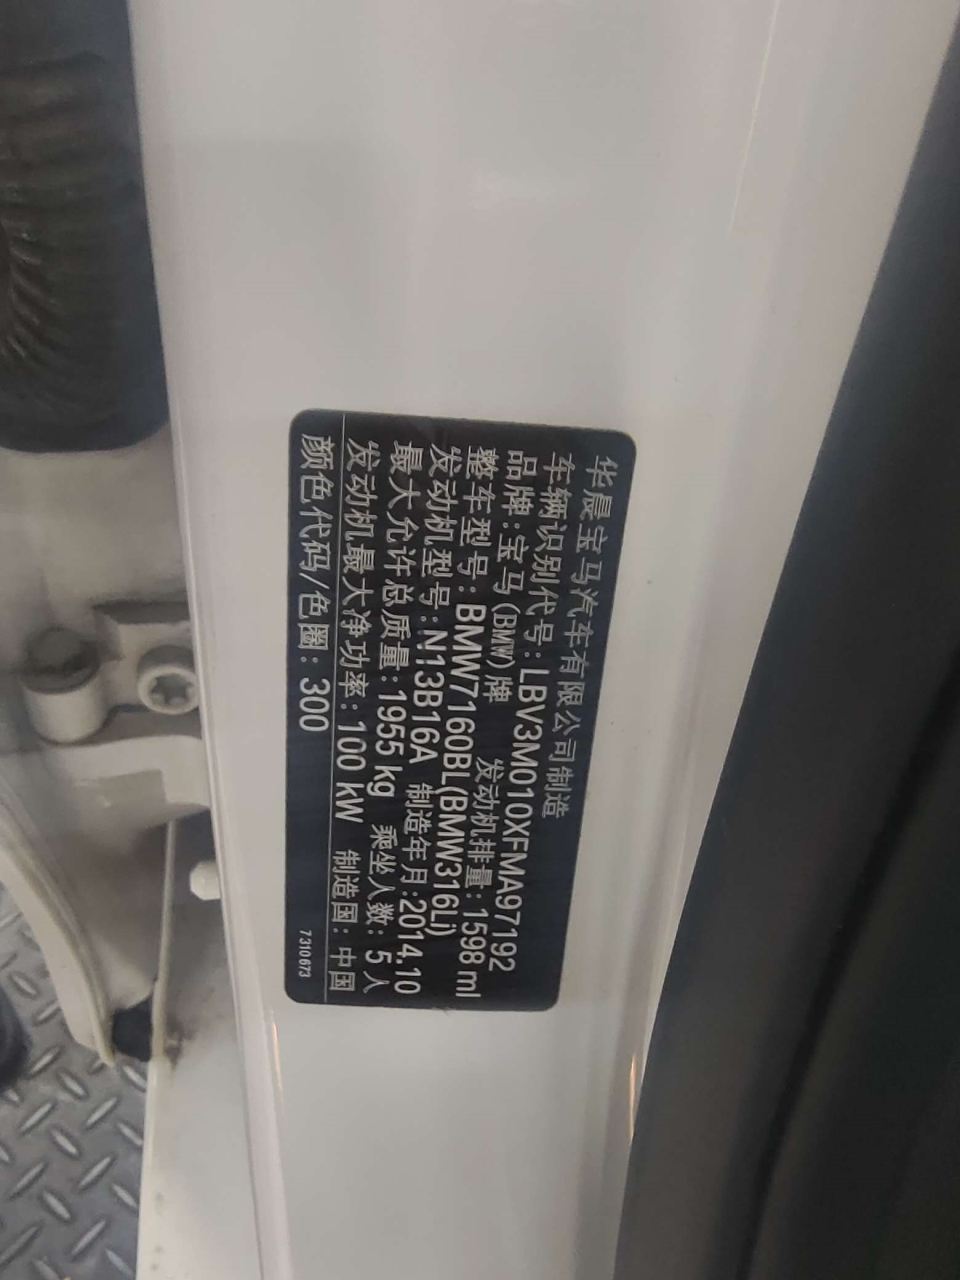 华晨宝马汽车有限公司制造
车辆识别代号:LBV3M010XFMA97192
品牌:宝马(BMW)牌 发动机排量:1598 ml
整车型号:BMW7160BL(BMW316Li)
发动机型号:N13B16A 制造年月:2014.10
最大允许总质量:1955 kg 乘坐人数:5人
发动机最大净功率:100 kW 制造国:中国
颜色代码/色圈:300 7310673